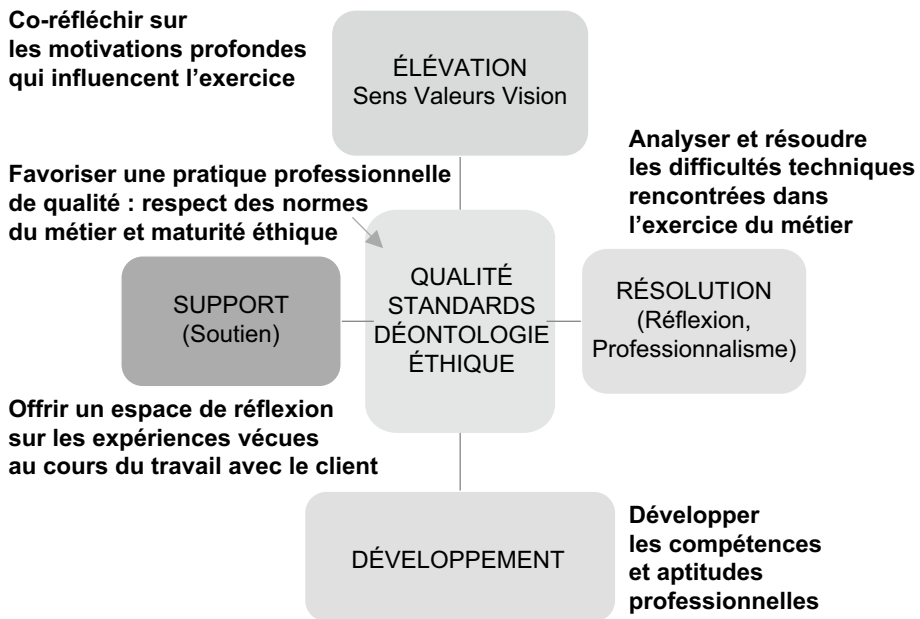 Co-réfléchir sur
les motivations profondes
qui influencent l’exercice
ÉLÉVATION
Sens Valeurs Vision
Analyser et résoudre
les difficultés techniques
rencontrées dans
l’exercice du métier
Favoriser une pratique professionnelle
de qualité : respect des normes
du métier et maturité éthique
SUPPORT
(Soutien)
QUALITÉ
STANDARDS
DÉONTOLOGIE
ÉTHIQUE
RÉSOLUTION
(Réflexion,
Professionnalisme)
Offrir un espace de réflexion
sur les expériences vécues
au cours du travail avec le client
DÉVELOPPEMENT
Développer
les compétences
et aptitudes
professionnelles